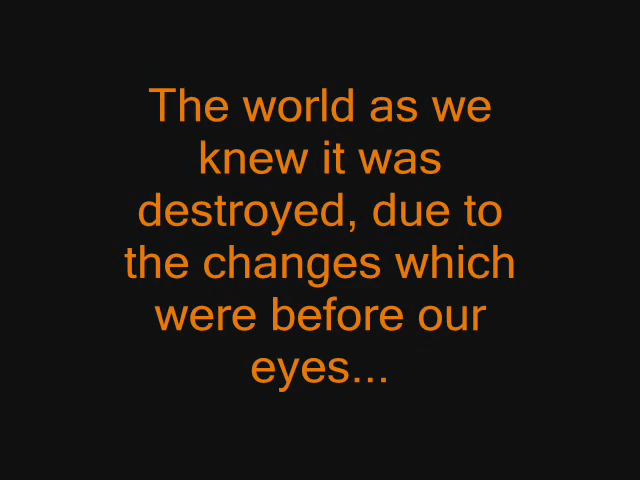 The world as we
knew it was
destroyed, due to
the changes which
were before our
eyes...